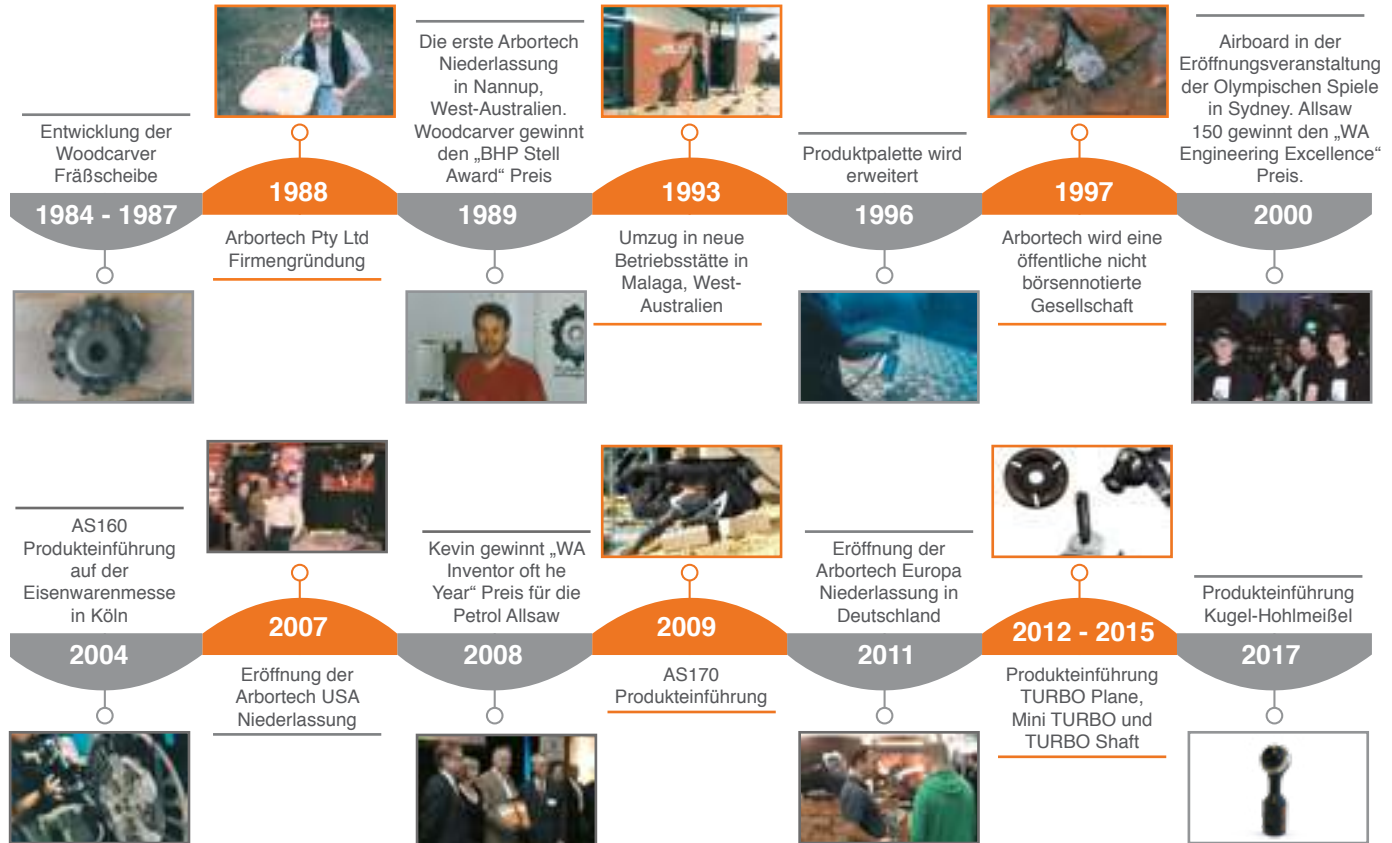 Entwicklung der
Woodcarver
Fräßscheibe
1984 - 1987
1988
Arbortech Pty Ltd
Firmengründung
Die erste Arbortech
Niederlassung
in Nannup,
West-Australien.
Woodcarver gewinnt
den „BHP Stell
Award“ Preis
1989
1993
Umzug in neue
Betriebsstätte in
Malaga, West-
Australien
Produktpalette wird
erweitert
1996
1997
Arbortech wird eine
öffentliche nicht
börsennotierte
Gesellschaft
Airboard in der
Eröffnungsveranstaltung
der Olympischen Spiele
in Sydney. Allsaw
150 gewinnt den „WA
Engineering Excellence“
Preis.
2000
AS160
Produkteinführung
auf der
Eisenwarenmesse
in Köln
2004
2007
Eröffnung der
Arbortech USA
Niederlassung
Kevin gewinnt „WA
Inventor oft he
Year“ Preis für die
Petrol Allsaw
2008
2009
AS170
Produkteinführung
Eröffnung der
Arbortech Europa
Niederlassung in
Deutschland
2011
2012 - 2015
Produkteinführung
TURBO Plane,
Mini TURBO und
TURBO Shaft
Produkteinführung
Kugel-Hohlmeißel
2017